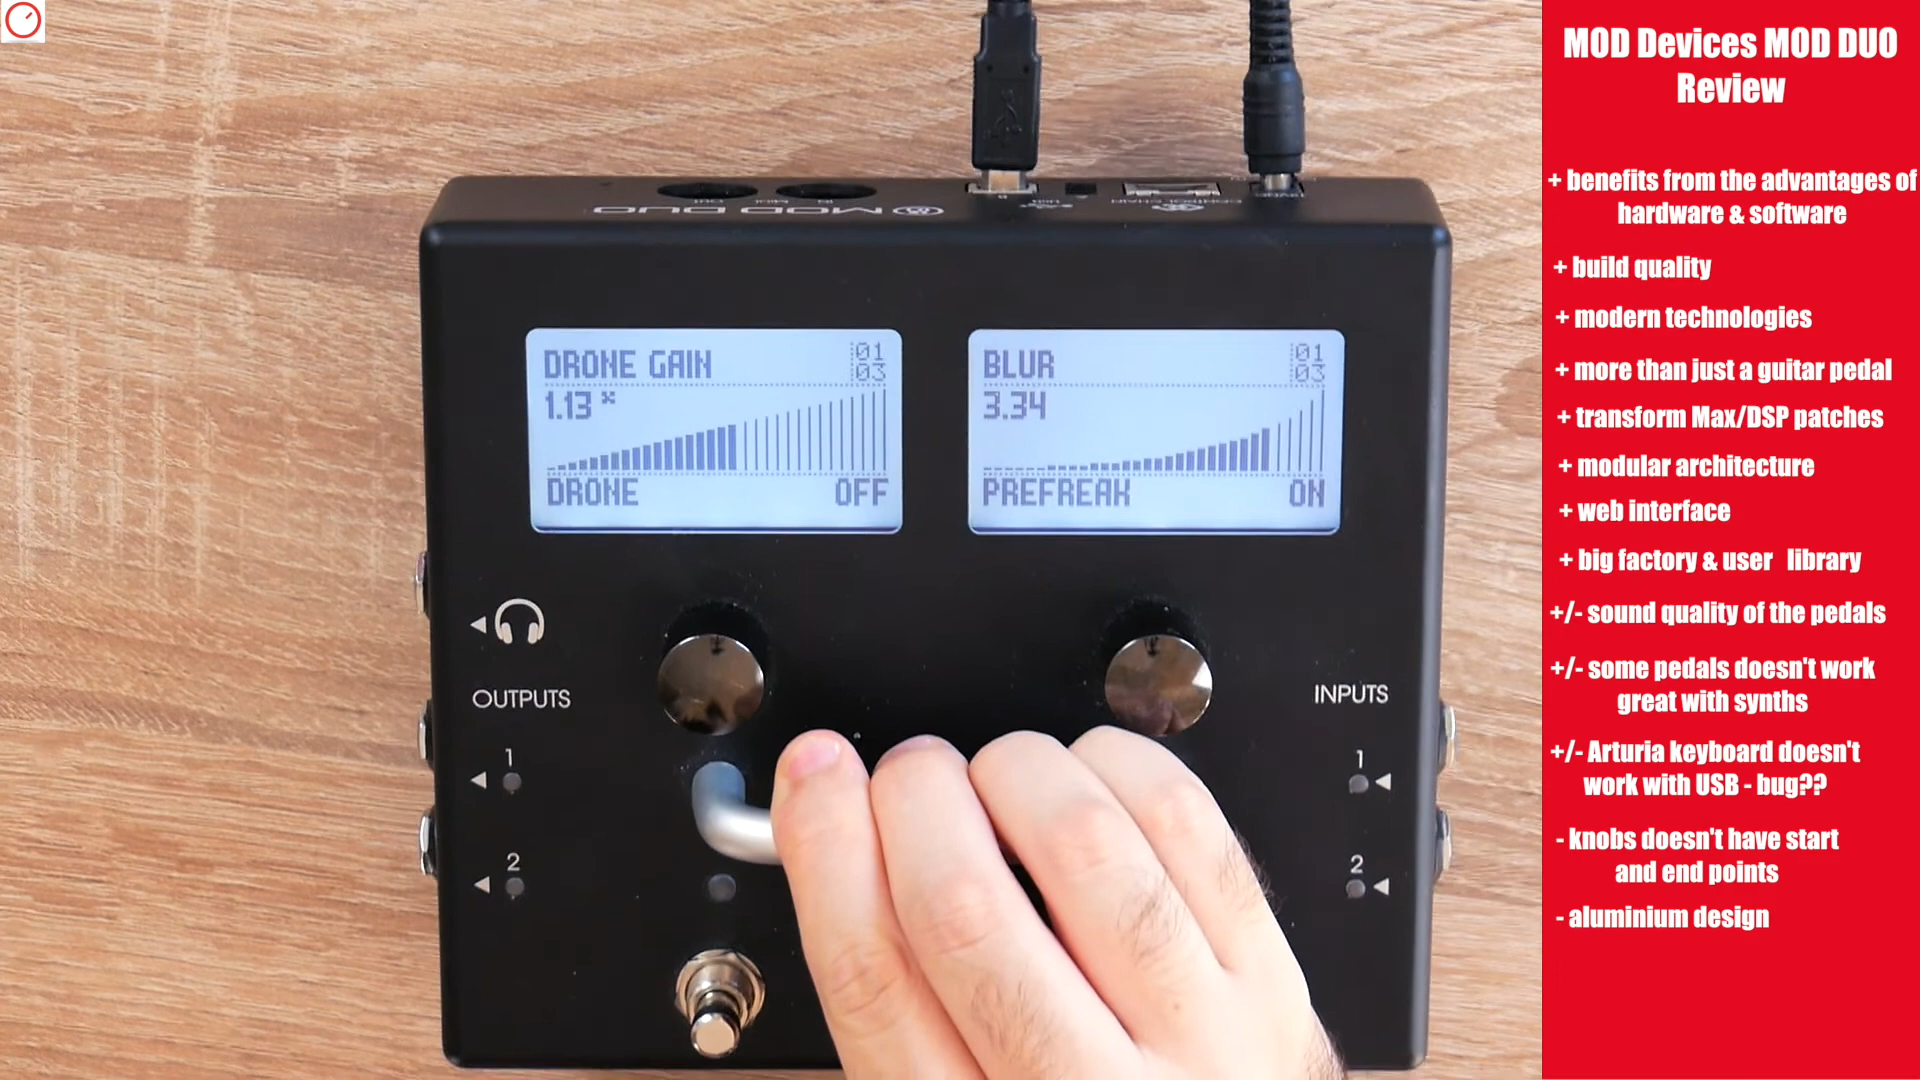 MOD Devices MOD DUO
Review
+ benefits from the advantages of
hardware & software
+ build quality
+ modern technologies
+ more than just a guitar pedal
+ transform Max/DSP patches
+ modular architecture
+ web interface
+ big factory & user library
+/- sound quality of the pedals
+/- some pedals doesn't work
great with synths
+/- Arturia keyboard doesn't
work with USB - bug??
- knobs doesn't have start
and end points
- aluminium design
MOD DUO
CONTROL CHAIN
DRONE GAIN
01
03
1.13 x
DRONE OFF
BLUR
01
03
3.34
PREFREAK ON
OUTPUTS
1
2
INPUTS
1
2